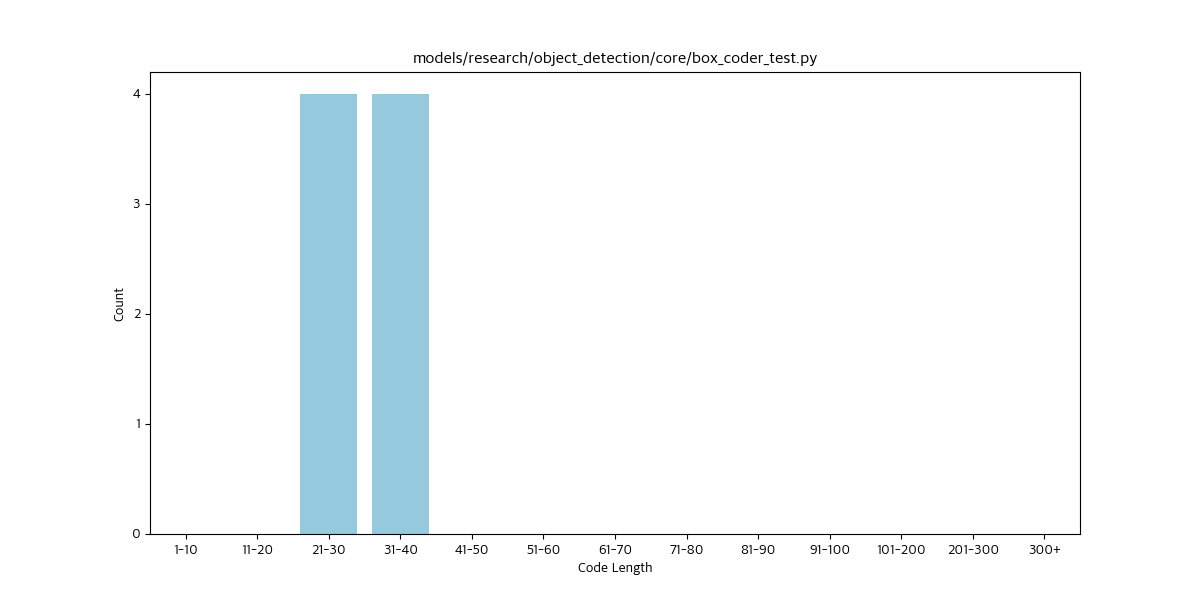 models/research/object_detection/core/box_coder_test.py
4
3
2
1
0
Count
1-10 11-20 21-30 31-40 41-50 51-60 61-70 71-80 81-90 91-100 101-200 201-300 300+
Code Length